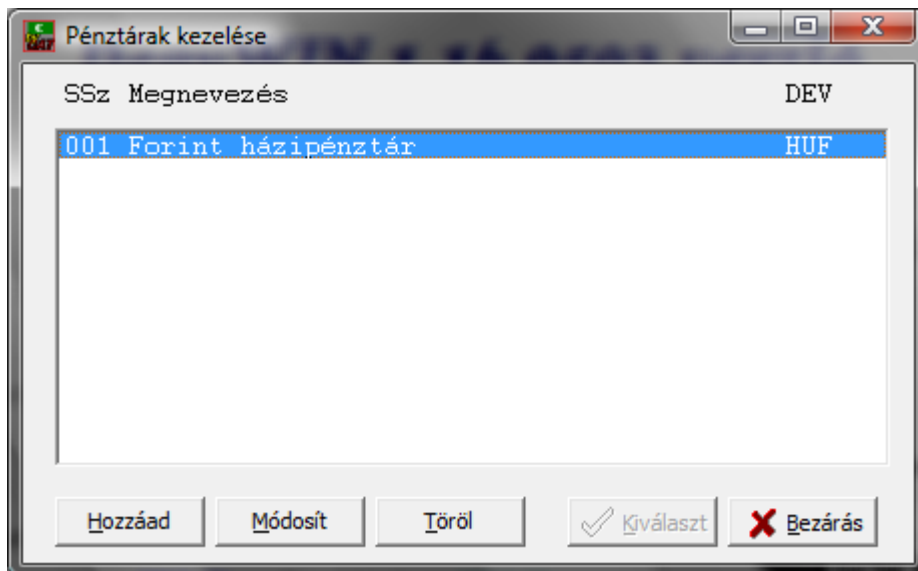 Pénztárak kezelése
SSz Megnevezés DEV
001 Forint házipénztár HUF
Hozzáad Módosít Töröl Kiválaszt Bezárás